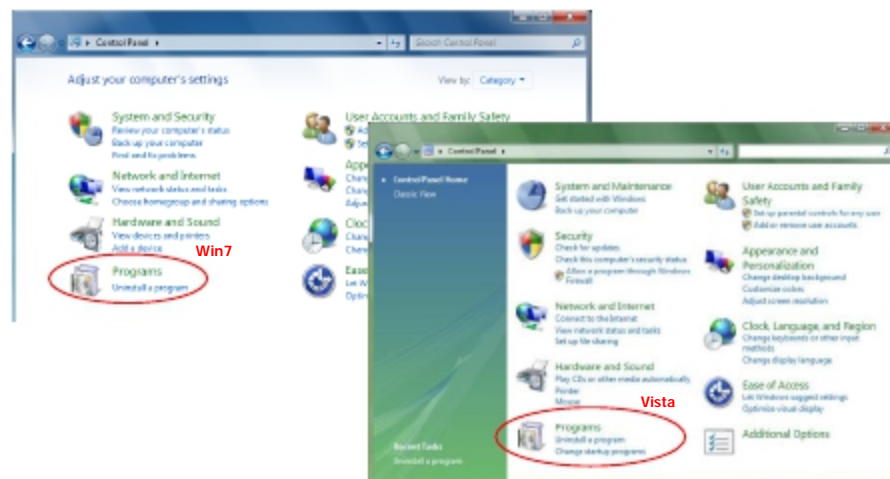 Control Panel
Search Control Panel
Adjust your computer's settings
View by: Category
System and Security
Review your computer's status
Back up your computer
Find and fix problems
Network and Internet
View network status and tasks
Choose homegroup and sharing options
Hardware and Sound
View devices and printers
Add a device
Win7
Programs
Uninstall a program
User Accounts and Family Safety
Control Panel
Control Panel Home
Classic View
System and Maintenance
Get started with Windows
Back up your computer
Security
Check for updates
Check this computer's security status
Allow a program through Windows
Firewall
Network and Internet
Connect to the Internet
View network status and tasks
Set up file sharing
Hardware and Sound
Play CDs or other media automatically
Printer
Mouse
Vista
Programs
Uninstall a program
Change startup programs
User Accounts and Family
Safety
Set up parental controls for any user
Add or remove user accounts
Appearance and
Personalization
Change desktop background
Customize colors
Adjust screen resolution
Clock, Language, and Region
Change keyboards or other input
methods
Change display language
Ease of Access
Let Windows suggest settings
Optimize visual display
Additional Options
Recent Tasks
Uninstall a program